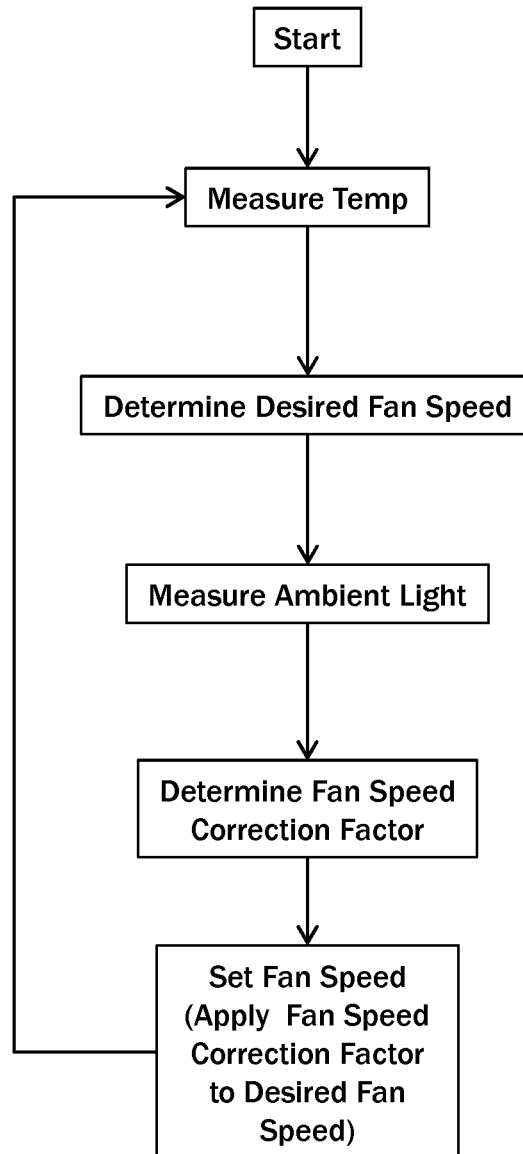 Start
Measure Temp
Determine Desired Fan Speed
Measure Ambient Light
Determine Fan Speed
Correction Factor
Set Fan Speed
(Apply  Fan Speed
Correction Factor
to Desired Fan
Speed)